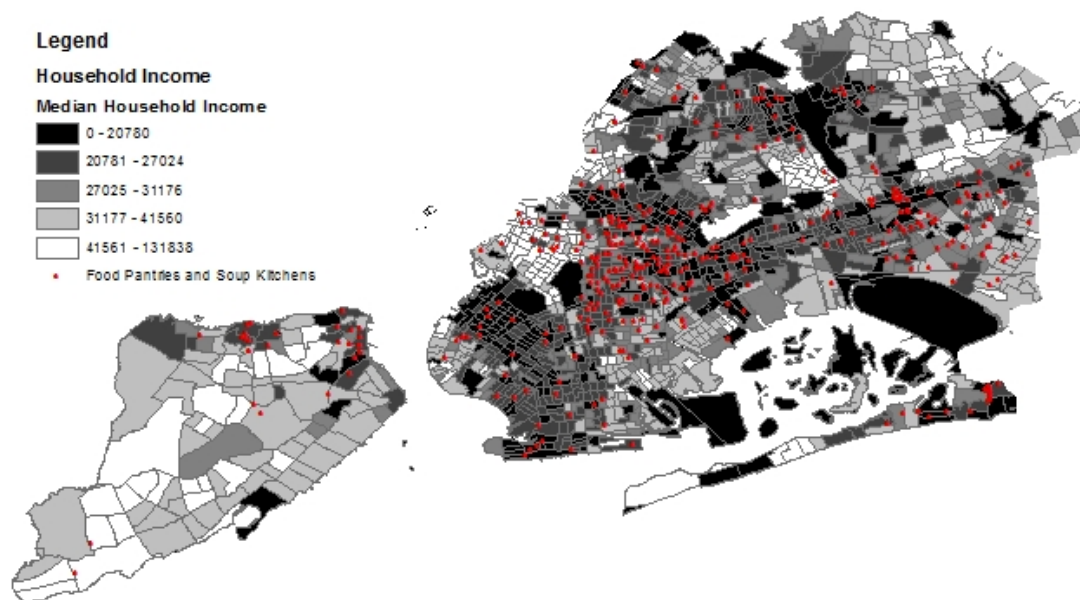 Legend
Household Income
Median Household Income
0 - 20780
20781 - 27024
27025 - 31176
31177 - 41560
41561 - 131838
Food Pantries and Soup Kitchens